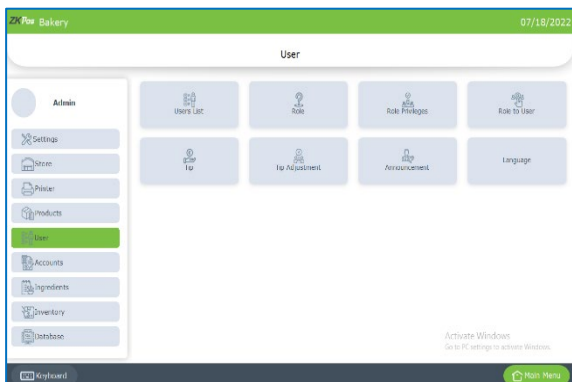 ZKPos Bakery
07/18/2022
User
Admin
Settings
Store
Printer
Products
User
Accounts
Ingredients
Inventory
Database
Users List
Role
Role Privileges
Role to User
Tip
Tip Adjustment
Announcement
Language
Activate Windows
Go to PC settings to activate Windows.
Keyboard
Main Menu